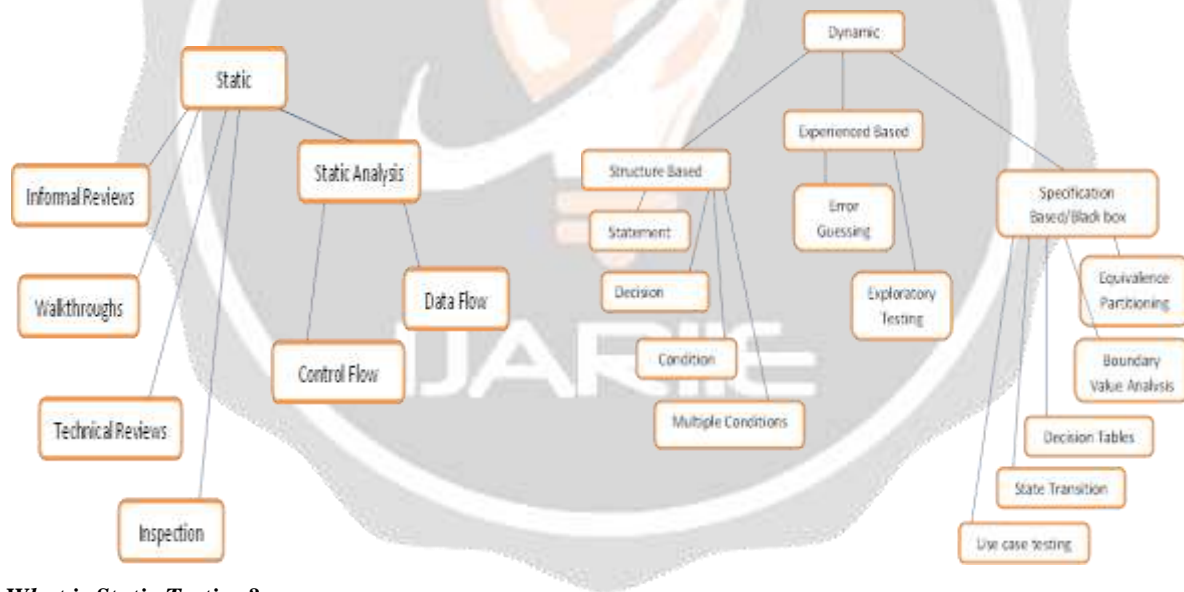 Static
Informal Reviews
Walkthroughs
Technical Reviews
Inspection
Static Analysis
Control Flow
Data Flow
Dynamic
Structure Based
Statement
Decision
Condition
Multiple Conditions
Experienced Based
Error
Guessing
Exploratory
Testing
Specification
Based/Black box
Equivalence
Partitioning
Boundary
Value Analysis
Decision Tables
State Transition
Use case testing
IJARIE
What is Static Testing?